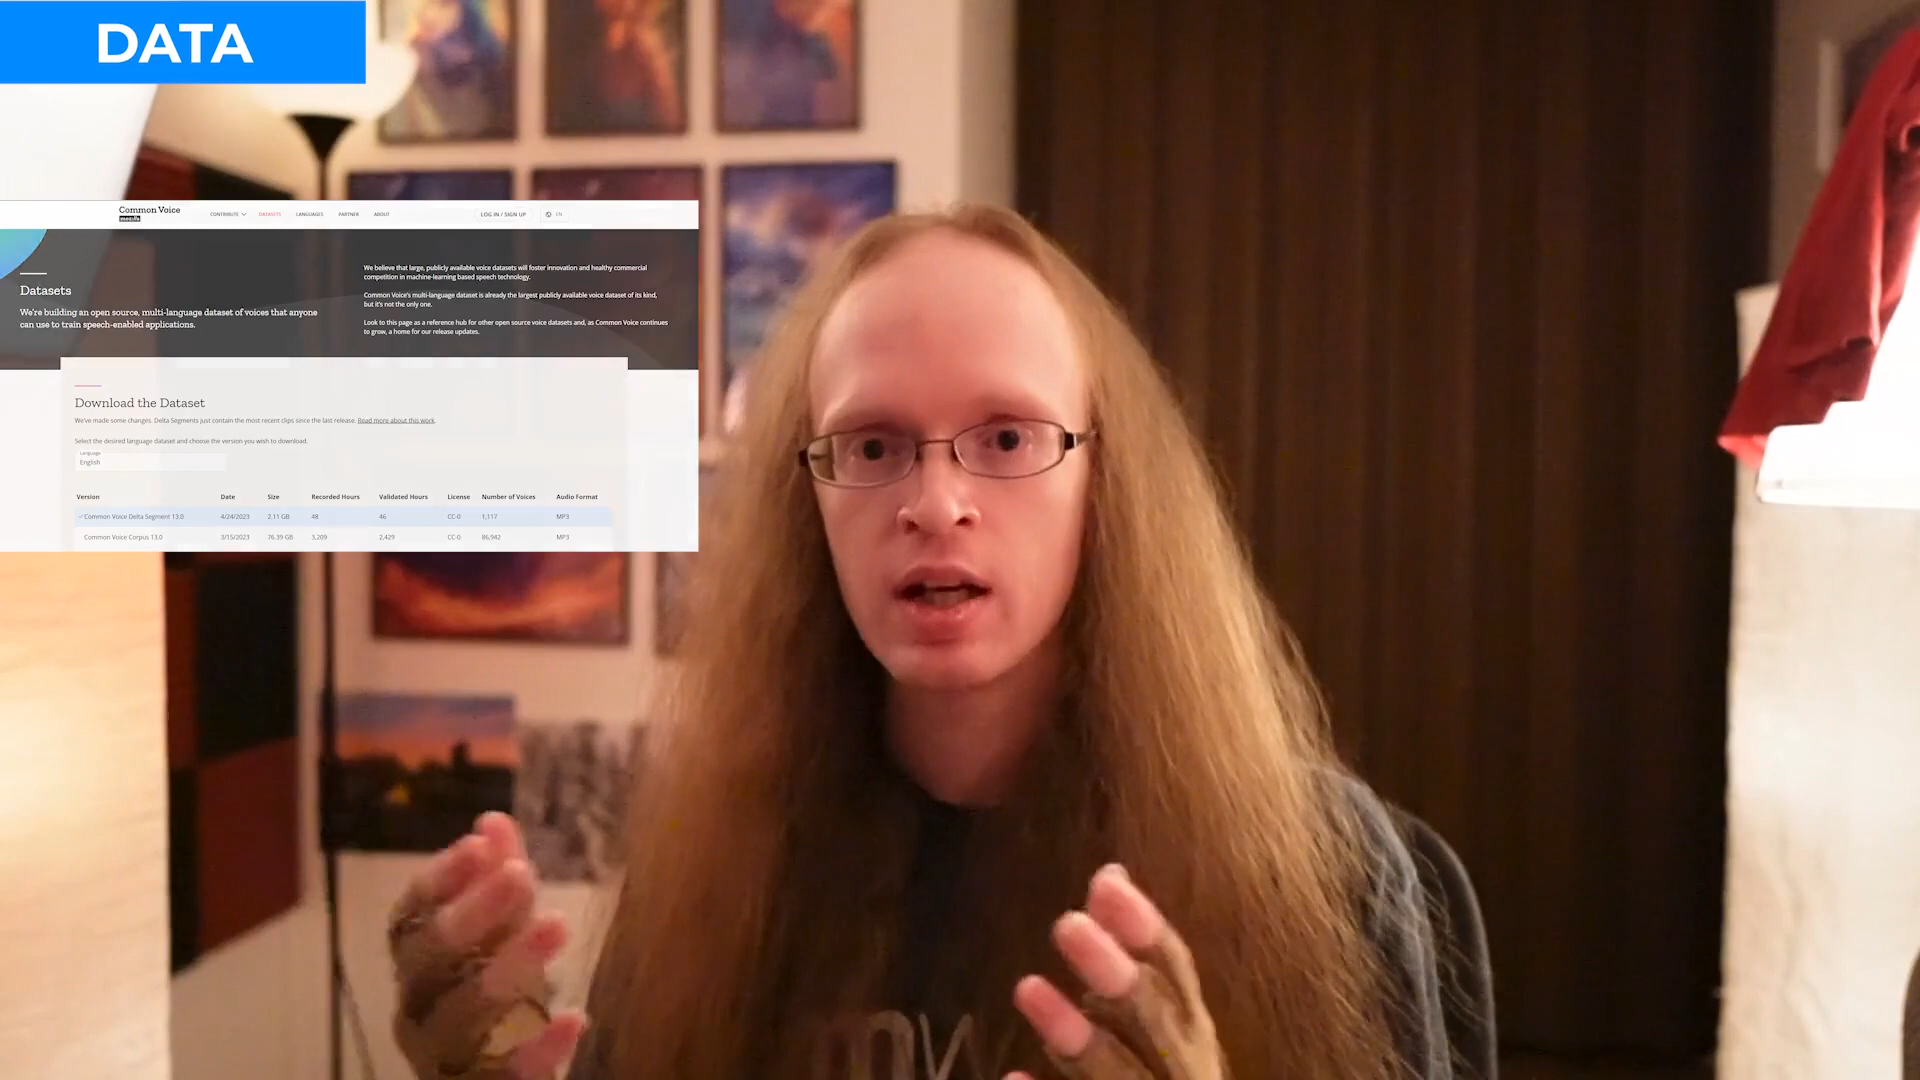 DATA
Common Voice
mozilla
CONTRIBUTE DATASETS LANGUAGES PARTNER ABOUT LOG IN / SIGN UP EN
Datasets
We're building an open source, multi-language dataset of voices that anyone
can use to train speech-enabled applications.
We believe that large, publicly available voice datasets will foster innovation and healthy commercial
competition in machine-learning based speech technology.
Common Voice's multi-language dataset is already the largest publicly available voice dataset of its kind,
but it's not the only one.
Look to this page as a reference hub for other open source voice datasets and, as Common Voice continues
to grow, a home for our release updates.
Download the Dataset
We've made some changes. Delta Segments just contain the most recent clips since the last release. Read more about this work.
Select the desired language dataset and choose the version you wish to download.
Language
English
Version Date Size Recorded Hours Validated Hours License Number of Voices Audio Format
Common Voice Delta Segment 13.0 4/24/2023 2.11 GB 48 46 CC-0 1,117 MP3
Common Voice Corpus 13.0 3/15/2023 76.39 GB 3,209 2,429 CC-0 86,942 MP3